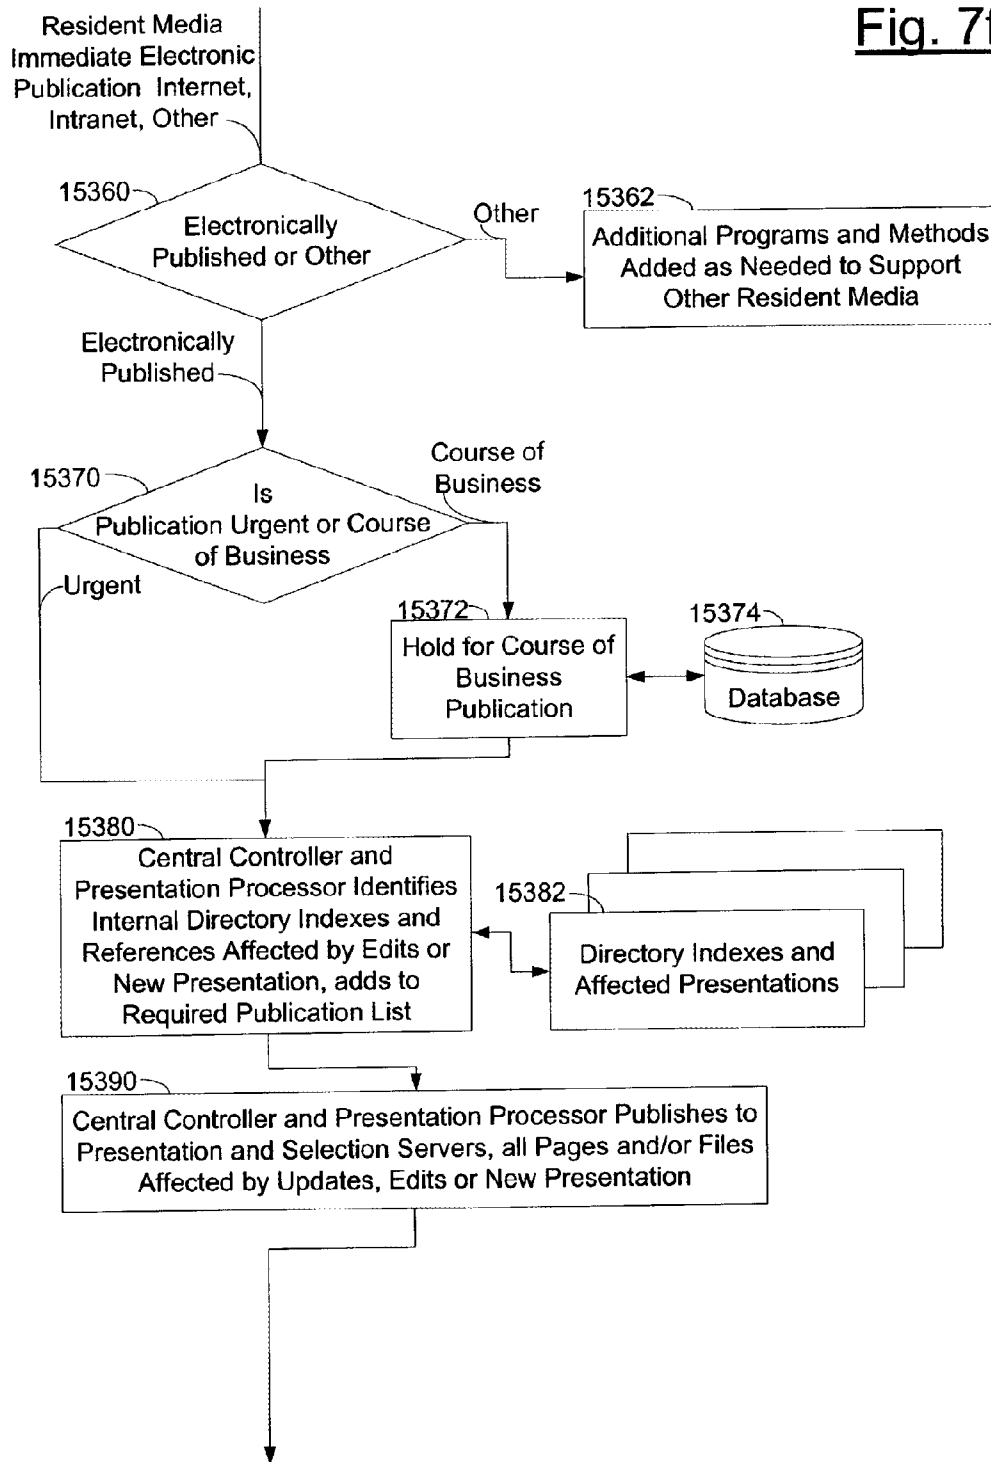 Fig. 7f
Resident Media
Immediate Electronic
Publication Internet,
Intranet, Other
15360
Electronically
Published or Other
Other
15362
Additional Programs and Methods
Added as Needed to Support
Other Resident Media
Electronically
Published
15370
Is
Publication Urgent or Course
of Business
Course of
Business
Urgent
15372
Hold for Course of
Business
Publication
15374
Database
15380
Central Controller and
Presentation Processor Identifies
Internal Directory Indexes and
References Affected by Edits or
New Presentation, adds to
Required Publication List
15382
Directory Indexes and
Affected Presentations
15390
Central Controller and Presentation Processor Publishes to
Presentation and Selection Servers, all Pages and/or Files
Affected by Updates, Edits or New Presentation